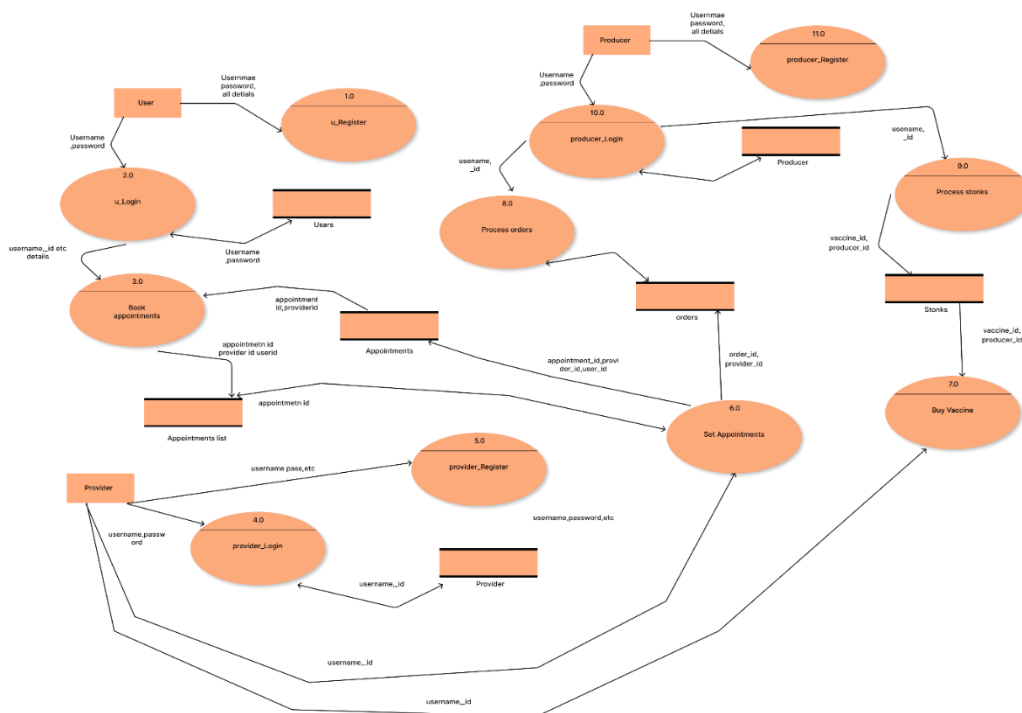 Usernmae
password,
all detials
11.0
producer_Register
Producer
Username
,password
Usernmae
password,
all detials
User
1.0
u_Register
10.0
producer_Login
usename,
_id
Producer
Username
,password
usename,
_id
9.0
Process stonks
2.0
u_Login
8.0
Process orders
Users
Username
,password
username,_id etc
details
vaccine_id,
producer_id
3.0
Book
appointments
appointment
id,providerid
orders
Stonks
Appointments
vaccine_id,
producer_id
appointmetn id
provider id userid
appointment_id,provi
der_id,user_id
order_id,
provider_id
7.0
Buy Vaccine
appointmetn id
6.0
Set Appointments
Appointments list
5.0
provider_Register
username pass,etc
Provider
username,password,etc
4.0
provider_Login
username,passw
ord
username,_id
Provider
username,_id
username,_id